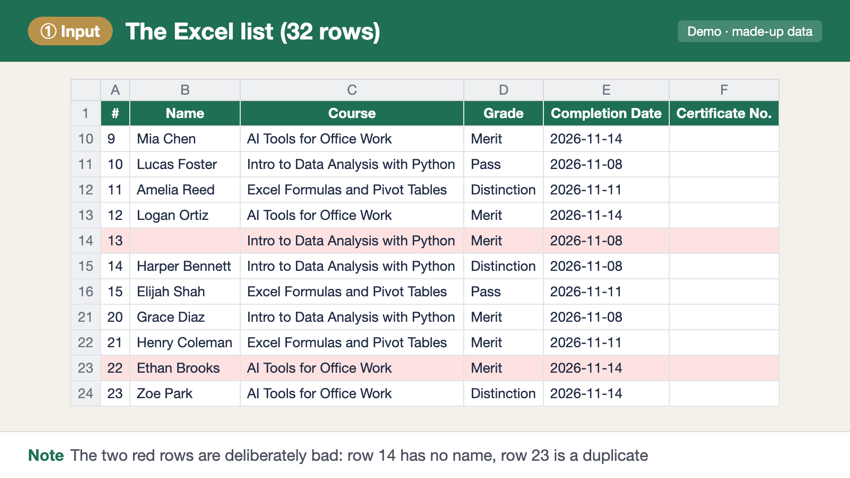 ① Input The Excel list (32 rows) Demo · made-up data
A B C D E F
1 # Name Course Grade Completion Date Certificate No.
10 9 Mia Chen AI Tools for Office Work Merit 2026-11-14
11 10 Lucas Foster Intro to Data Analysis with Python Pass 2026-11-08
12 11 Amelia Reed Excel Formulas and Pivot Tables Distinction 2026-11-11
13 12 Logan Ortiz AI Tools for Office Work Merit 2026-11-14
14 13 Intro to Data Analysis with Python Merit 2026-11-08
15 14 Harper Bennett Intro to Data Analysis with Python Distinction 2026-11-08
16 15 Elijah Shah Excel Formulas and Pivot Tables Pass 2026-11-11
21 20 Grace Diaz Intro to Data Analysis with Python Merit 2026-11-08
22 21 Henry Coleman Excel Formulas and Pivot Tables Merit 2026-11-11
23 22 Ethan Brooks AI Tools for Office Work Merit 2026-11-14
24 23 Zoe Park AI Tools for Office Work Distinction 2026-11-14
Note The two red rows are deliberately bad: row 14 has no name, row 23 is a duplicate